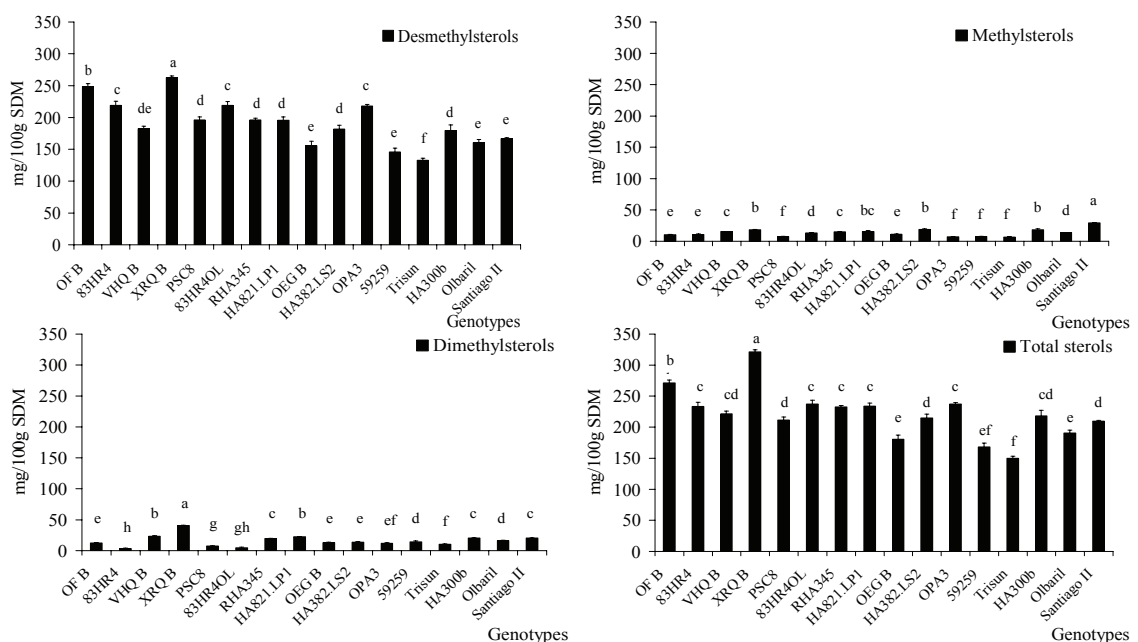 Desmethylsterols
mg/100g SDM
350
300
250
200
150
100
50
0
b c de a d c d d e d c e f d e e
OF B
83HR4
VHQ B
XRQ B
PSC8
83HR4OL
RHA345
HA821.LP1
OEG B
HA382.LS2
OPA3
59259
Trisun
HA300b
Olbaril
Santiago II
Genotypes
Methylsterols
mg/100g SDM
350
300
250
200
150
100
50
0
e e c b f d c bc e b f f f b d a
OF B
83HR4
VHQ B
XRQ B
PSC8
83HR4OL
RHA345
HA821.LP1
OEG B
HA382.LS2
OPA3
59259
Trisun
HA300b
Olbaril
Santiago II
Genotypes
Dimethylsterols
mg/100g SDM
350
300
250
200
150
100
50
0
e h b a g gh c b e e ef d f c d c
OF B
83HR4
VHQ B
XRQ B
PSC8
83HR4OL
RHA345
HA821.LP1
OEG B
HA382.LS2
OPA3
59259
Trisun
HA300b
Olbaril
Santiago II
Genotypes
Total sterols
mg/100g SDM
350
300
250
200
150
100
50
0
b c cd a d c c c e d c ef f cd e d
OF B
83HR4
VHQ B
XRQ B
PSC8
83HR4OL
RHA345
HA821.LP1
OEG B
HA382.LS2
OPA3
59259
Trisun
HA300b
Olbaril
Santiago II
Genotypes